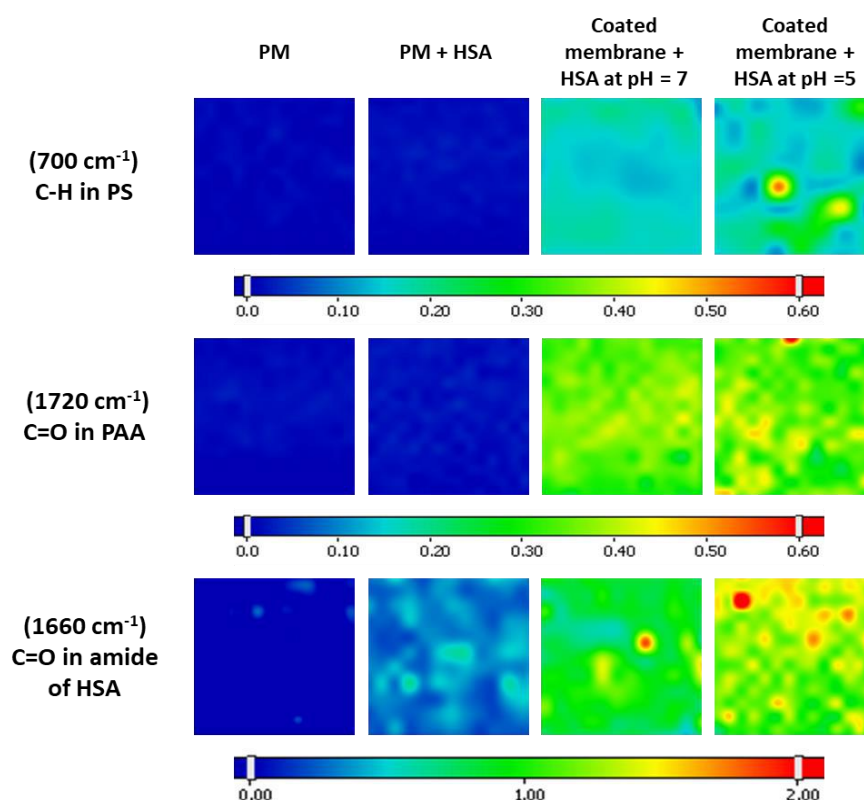 PM
PM + HSA
Coated
membrane +
HSA at pH = 7
Coated
membrane +
HSA at pH =5
(700 cm-1)
C-H in PS
0.0 0.10 0.20 0.30 0.40 0.50 0.60
(1720 cm-1)
C=O in PAA
0.0 0.10 0.20 0.30 0.40 0.50 0.60
(1660 cm-1)
C=O in amide
of HSA
0.00 1.00 2.00